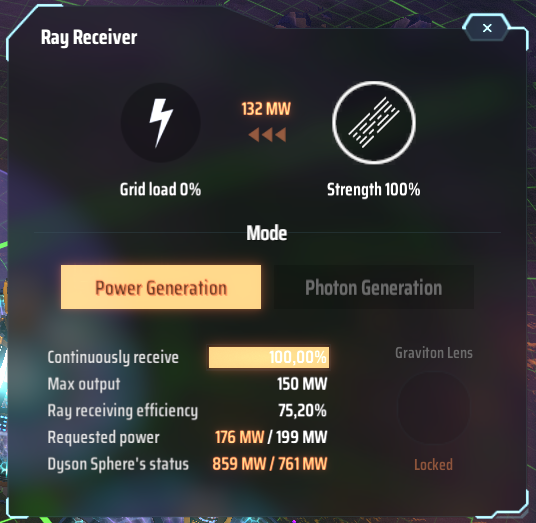 Ray Receiver
132 MW
Grid load 0%
Strength 100%
Mode
Power Generation
Photon Generation
Continuously receive 100,00%
Graviton Lens
Max output 150 MW
Ray receiving efficiency 75,20%
Requested power 176 MW / 199 MW
Dyson Sphere's status 859 MW / 761 MW
Locked